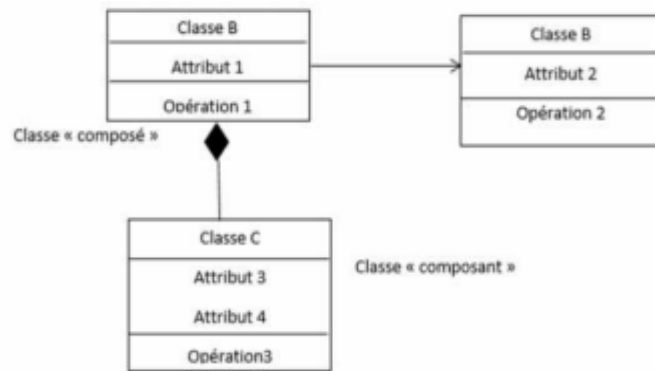 Classe B
Attribut 1
Opération 1
Classe B
Attribut 2
Opération 2
Classe « composé »
Classe C
Attribut 3
Attribut 4
Opération3
Classe « composant »